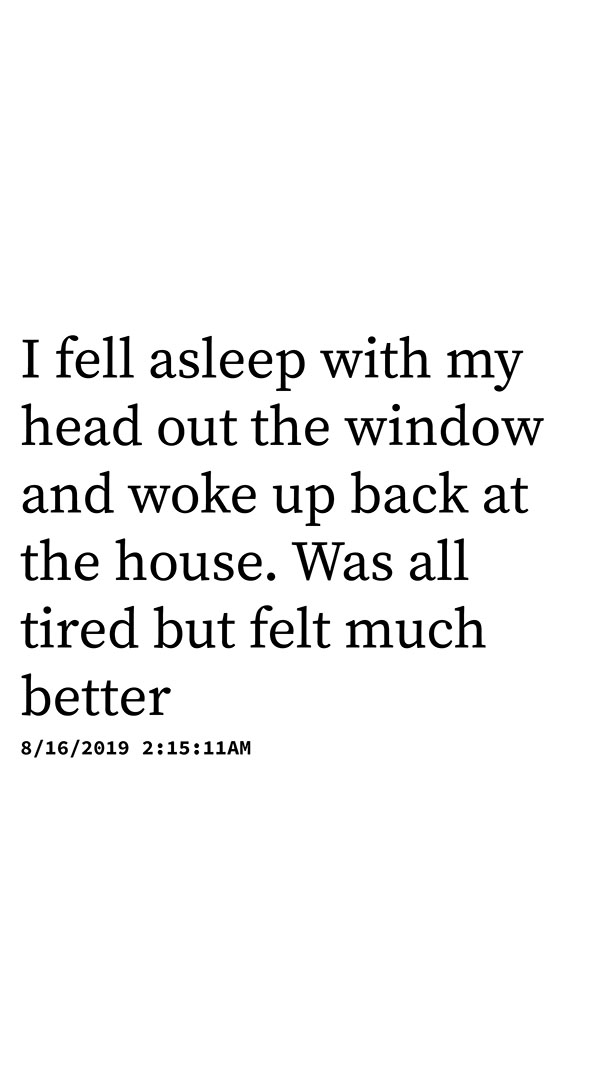 I fell asleep with my
head out the window
and woke up back at
the house. Was all
tired but felt much
better
8/16/2019 2:15:11AM